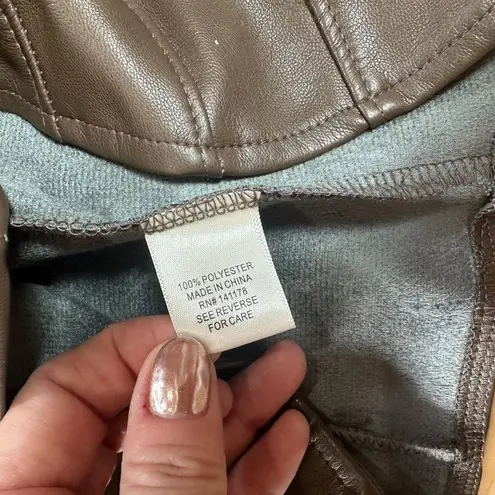 100% POLYESTER
MADE IN CHINA
RN# 141178
SEE REVERSE
FOR CARE